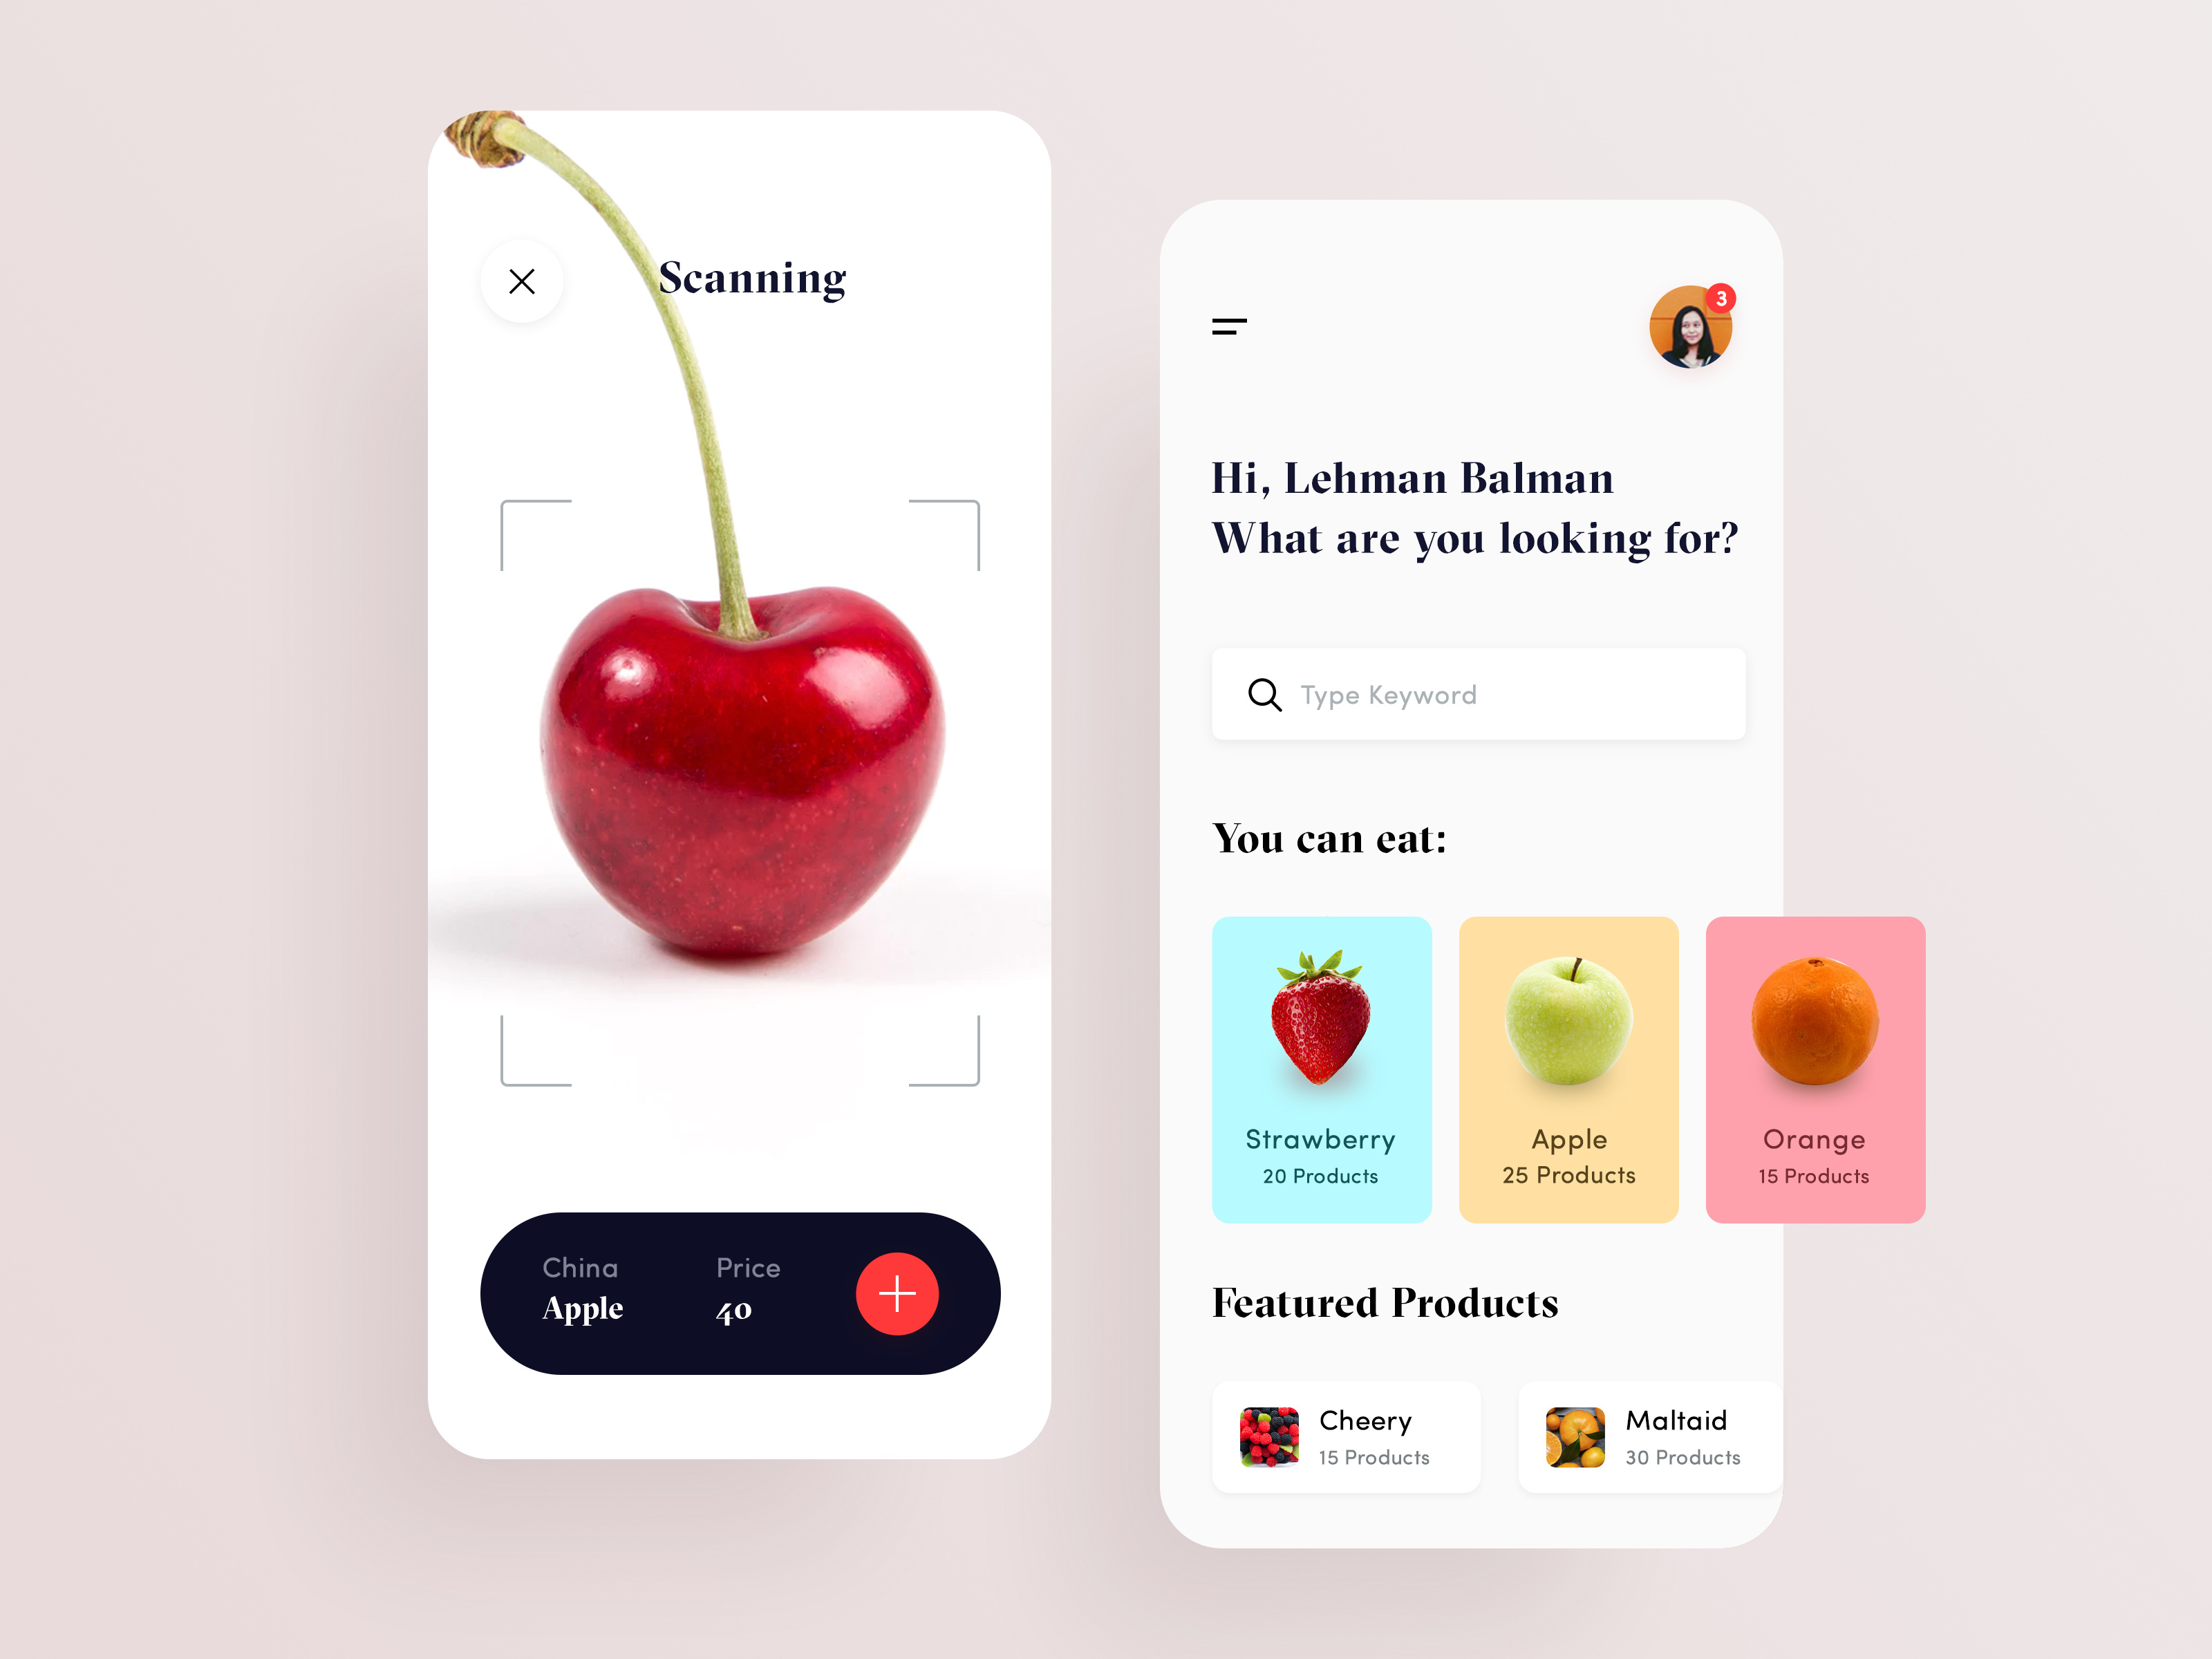 Scanning
China
Apple
Price
40
3
Hi, Lehman Balman
What are you looking for?
Type Keyword
You can eat:
Strawberry
20 Products
Apple
25 Products
Orange
15 Products
Featured Products
Cheery
15 Products
Maltaid
30 Products